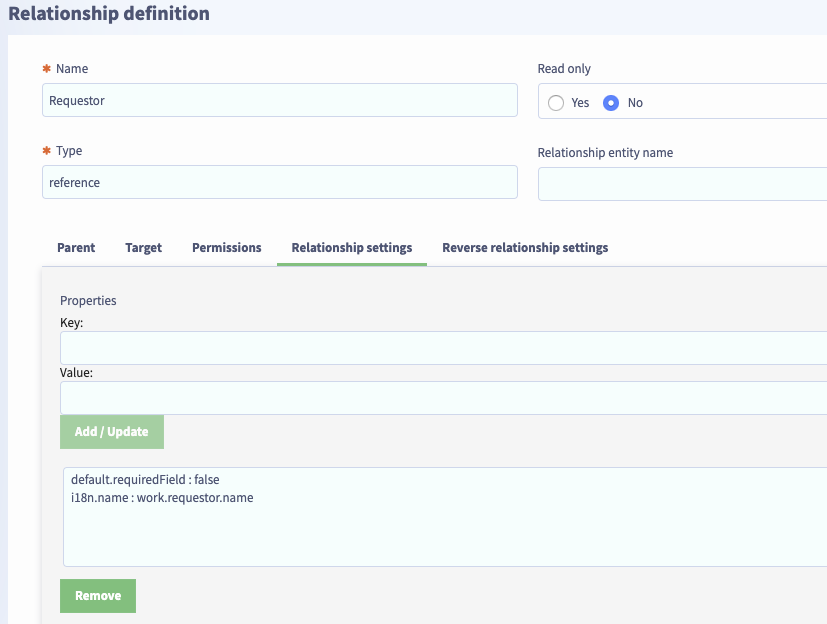 Relationship definition
✱ Name
Requestor
Read only
Yes No
✱ Type
reference
Relationship entity name
Parent Target Permissions Relationship settings Reverse relationship settings
Properties
Key:
Value:
Add / Update
default.requiredField : false
i18n.name : work.requestor.name
Remove